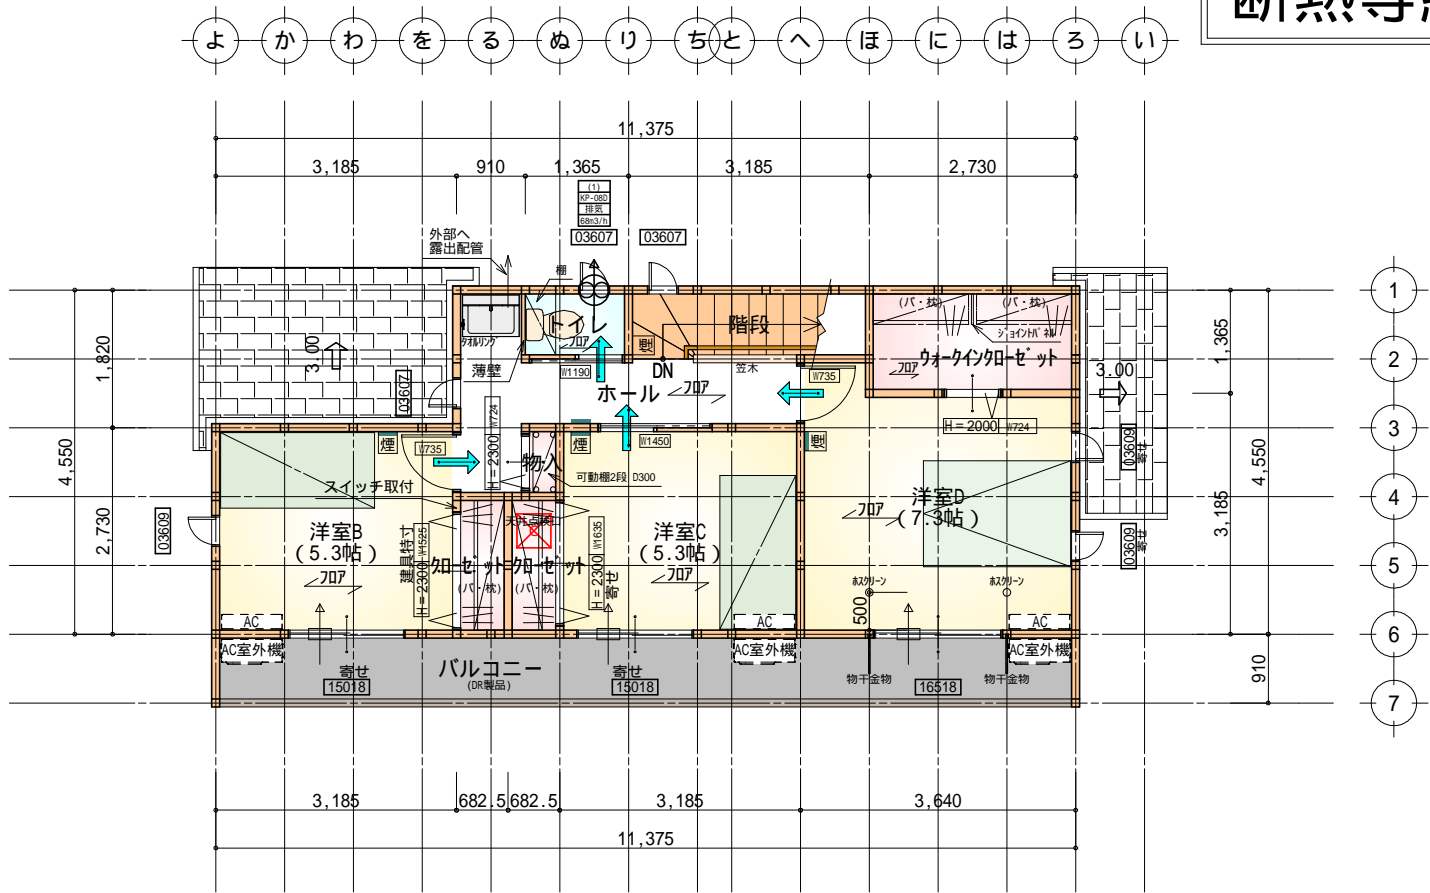 よ か わ を る ぬ り ち と へ ほ に は ろ い
11,375
3,185 910 1,365 3,185 2,730
(1)
KP-08D
排気
68m3/h
03607 03607
外部へ
露出配管
棚
タオルリング
トイレ
フロア
薄壁
W1190
煙
階段
DN
笠木
ホール
フロア
(パ・枕) (パ・枕)
ジョイントパネル
ウォークインクローゼット
フロア
3.00
3.00
03607
W735
H=2300 W724
W1450
W735
H=2000 W724
煙
煙
煙
物入
可動棚2段 D300
スイッチ取付
洋室B
(5.3帖)
フロア
建具特寸
H=2300 W1525
クローゼット
(パ・枕)
天井点検
クローゼット
(パ・枕)
H=2300 W1635
寄せ
洋室C
(5.3帖)
フロア
洋室D
(7.3帖)
フロア
ホスクリーン ホスクリーン
500
03609
03609
寄せ
03609
寄せ
AC AC AC
AC室外機 AC室外機 AC室外機
寄せ
15018
バルコニー
(DR製品)
寄せ
15018
物干金物
16518
物干金物
1,820
2,730
4,550
1,365
3,185
4,550
910
1
2
3
4
5
6
7
3,185 682.5 682.5 3,185 3,640
11,375